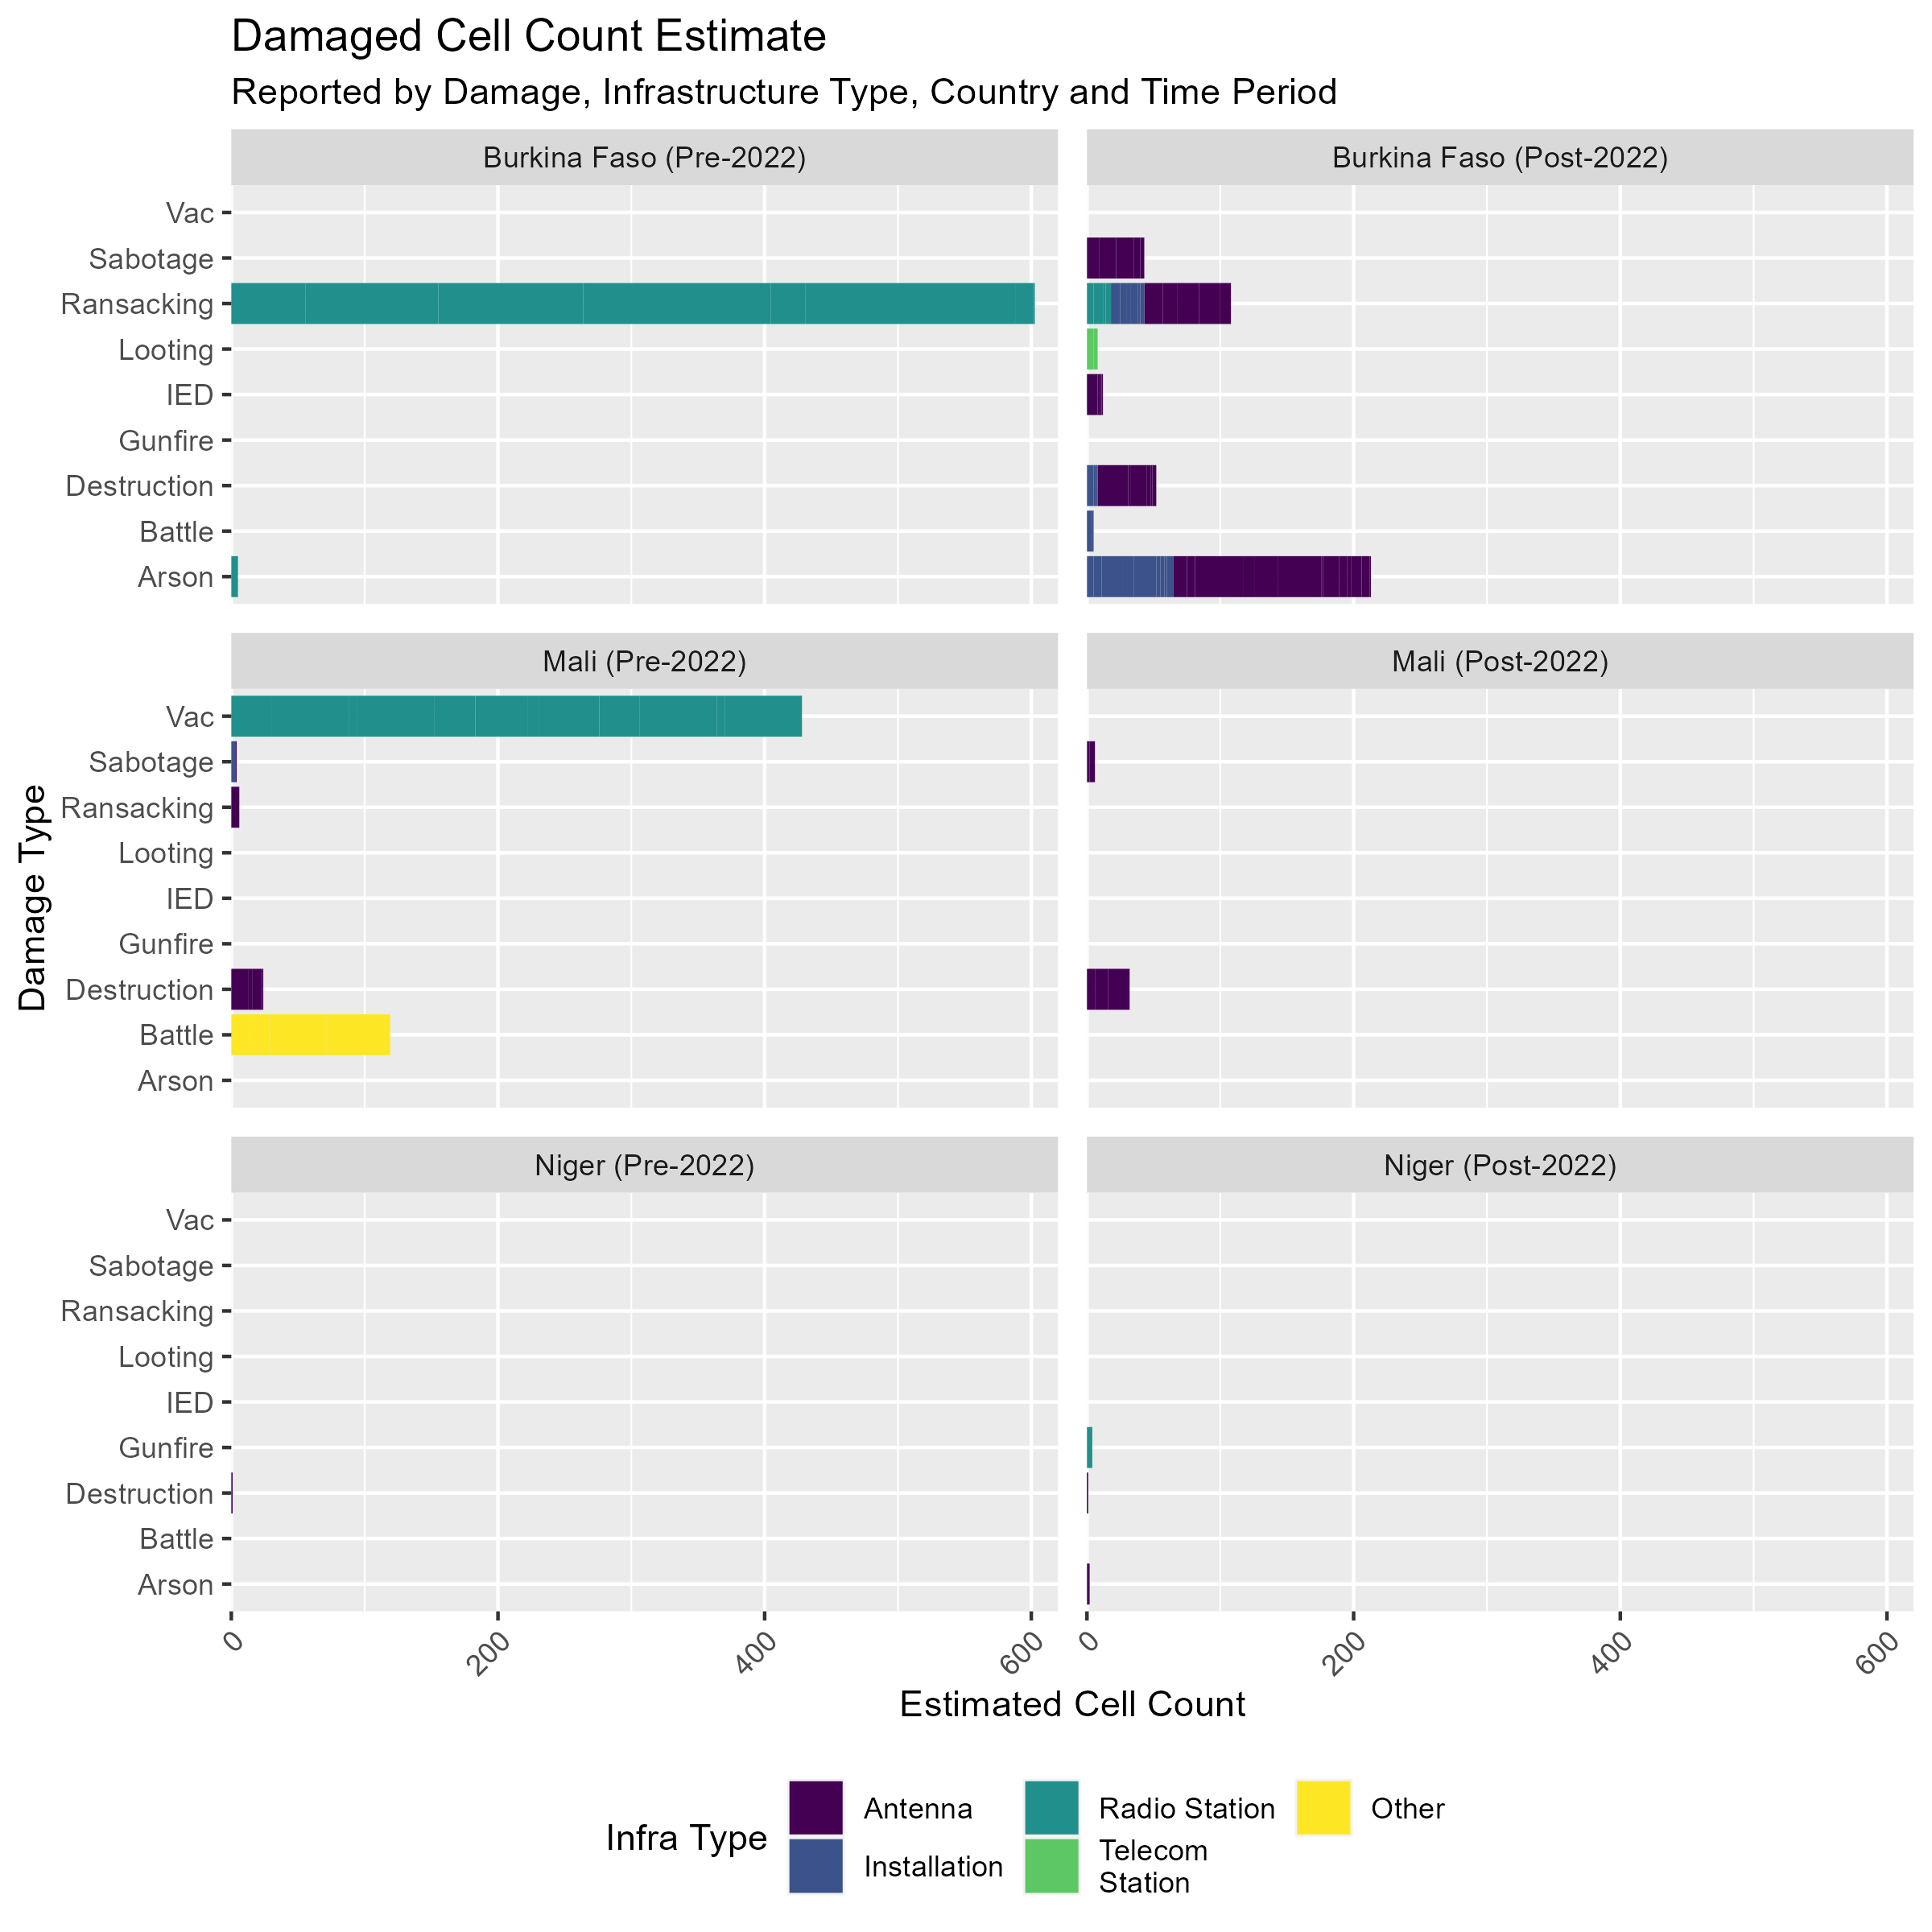 Damaged Cell Count Estimate
Reported by Damage, Infrastructure Type, Country and Time Period
Burkina Faso (Pre-2022)
Burkina Faso (Post-2022)
Vac
Sabotage
Ransacking
Looting
IED
Gunfire
Destruction
Battle
Arson
Mali (Pre-2022)
Mali (Post-2022)
Damage Type
Vac
Sabotage
Ransacking
Looting
IED
Gunfire
Destruction
Battle
Arson
Niger (Pre-2022)
Niger (Post-2022)
Vac
Sabotage
Ransacking
Looting
IED
Gunfire
Destruction
Battle
Arson
0 200 400 600
0 200 400 600
Estimated Cell Count
Infra Type
Antenna
Installation
Radio Station
Telecom
Station
Other